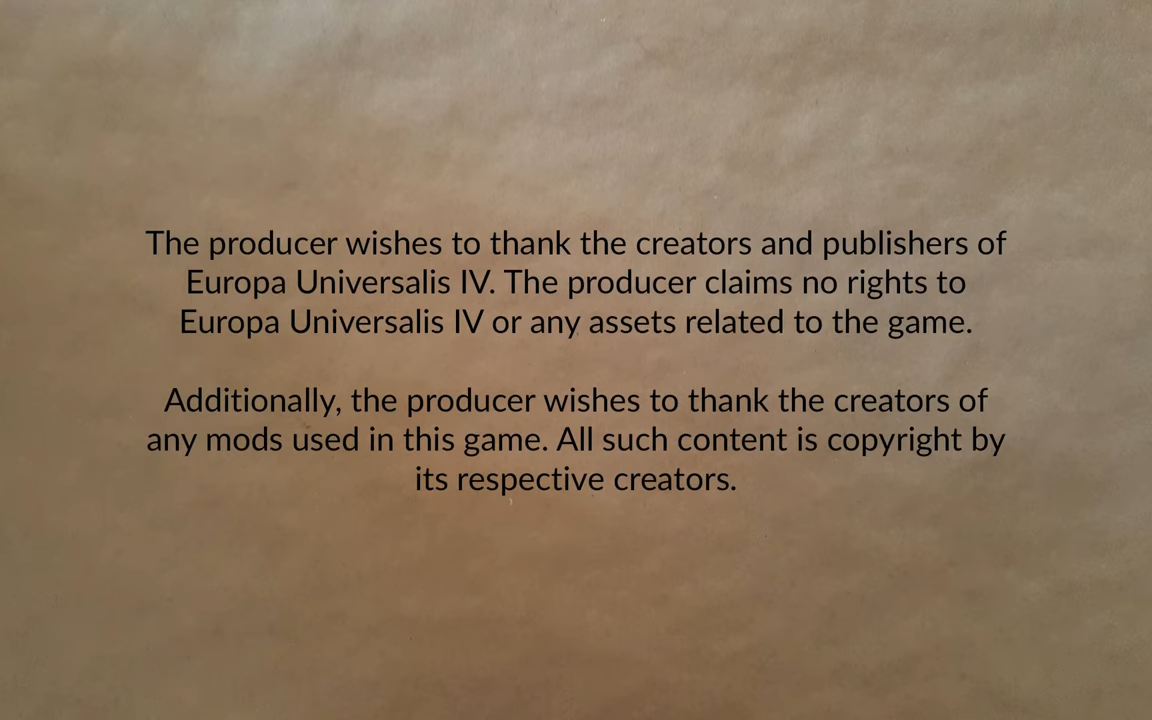 The producer wishes to thank the creators and publishers of
Europa Universalis IV. The producer claims no rights to
Europa Universalis IV or any assets related to the game.
Additionally, the producer wishes to thank the creators of
any mods used in this game. All such content is copyright by
its respective creators.